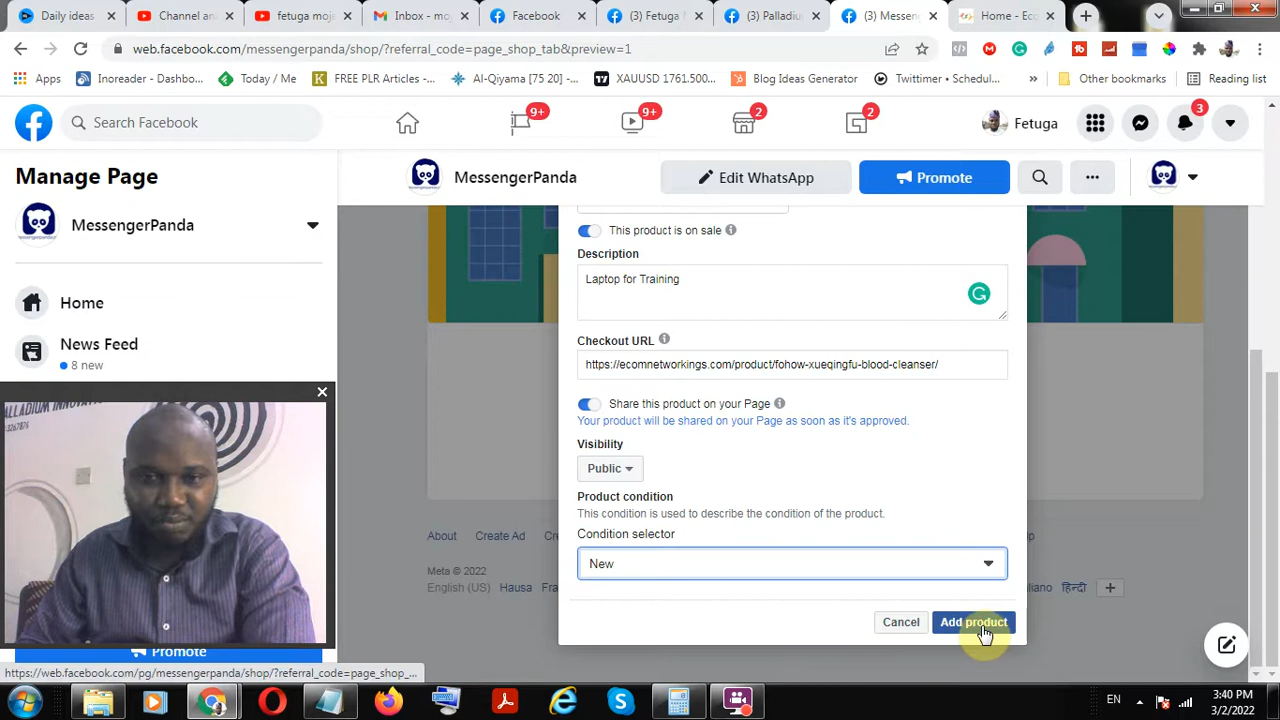 Daily ideas
Channel an
fetuga moj
Inbox - mo
Facebook
(3) Fetuga
(3) Palladiu
(3) Messen
Home - Eco
web.facebook.com/messengerpanda/shop/?referral_code=page_shop_tab&preview=1
Apps
Inoreader - Dashbo...
Today / Me
FREE PLR Articles -...
Al-Qiyama [75 20] -...
XAUUSD 1761.500...
Blog Ideas Generator
Twittimer • Schedul...
»
Other bookmarks
Reading list
Search Facebook
9+
9+
2
2
Fetuga
3
Manage Page
MessengerPanda
Edit WhatsApp
Promote
MessengerPanda
Home
News Feed
8 new
This product is on sale
Description
Laptop for Training
Checkout URL
https://ecomnetworkings.com/product/fohow-xueqingfu-blood-cleanser/
Share this product on your Page
Your product will be shared on your Page as soon as it's approved.
Visibility
Public
Product condition
This condition is used to describe the condition of the product.
Condition selector
New
Cancel
Add product
About
Create Ad
Meta © 2022
English (US)
Hausa
Fra
liano
हिन्दी
Promote
https://web.facebook.com/pg/messengerpanda/shop/?referral_code=page_shop_...
EN
3:40 PM
3/2/2022